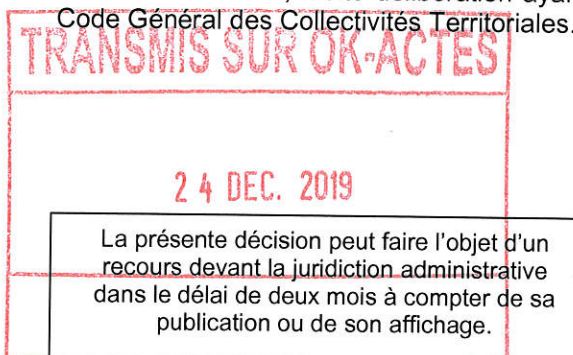 délibération
Code Général des Collectivités Territoriales.
TRANSMIS SUR OK-ACTES
24 DEC. 2019
La présente décision peut faire l'objet d'un
recours devant la juridiction administrative
dans le délai de deux mois à compter de sa
publication ou de son affichage.